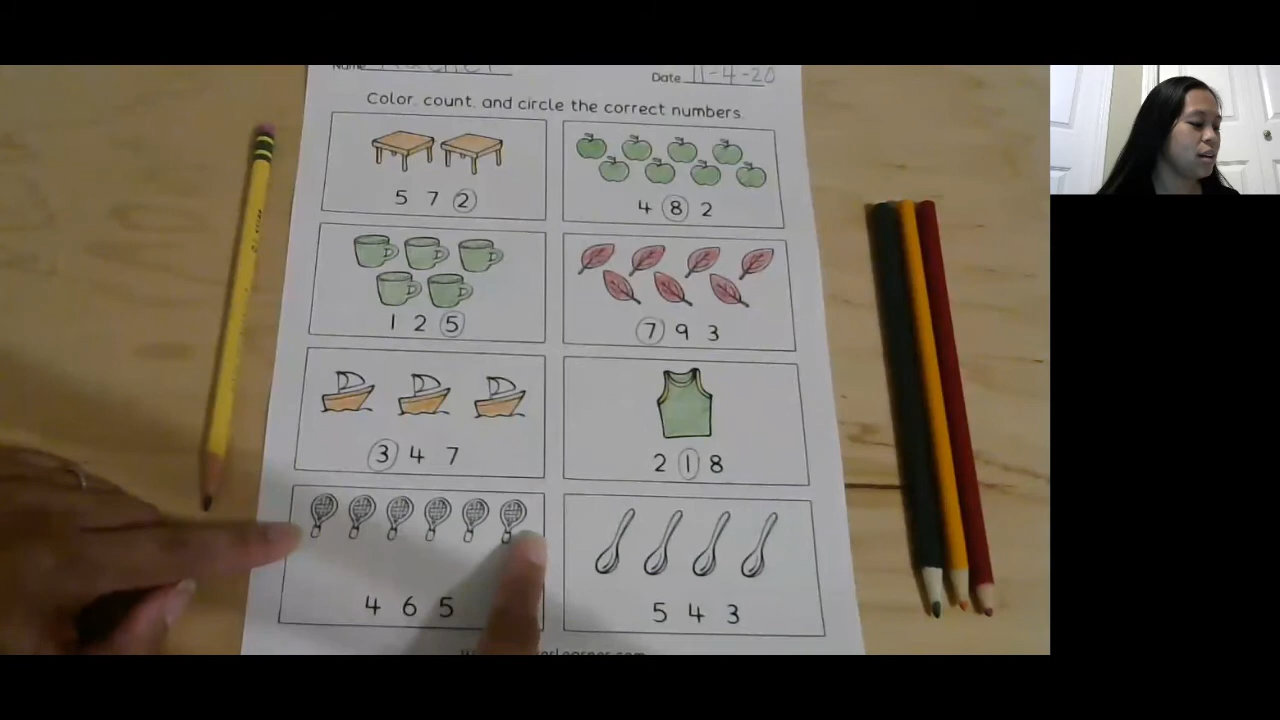 Name
Date 11-4-20
Color, count, and circle the correct numbers.
5 7 2
4 8 2
1 2 5
7 9 3
3 4 7
2 1 8
4 6 5
5 4 3